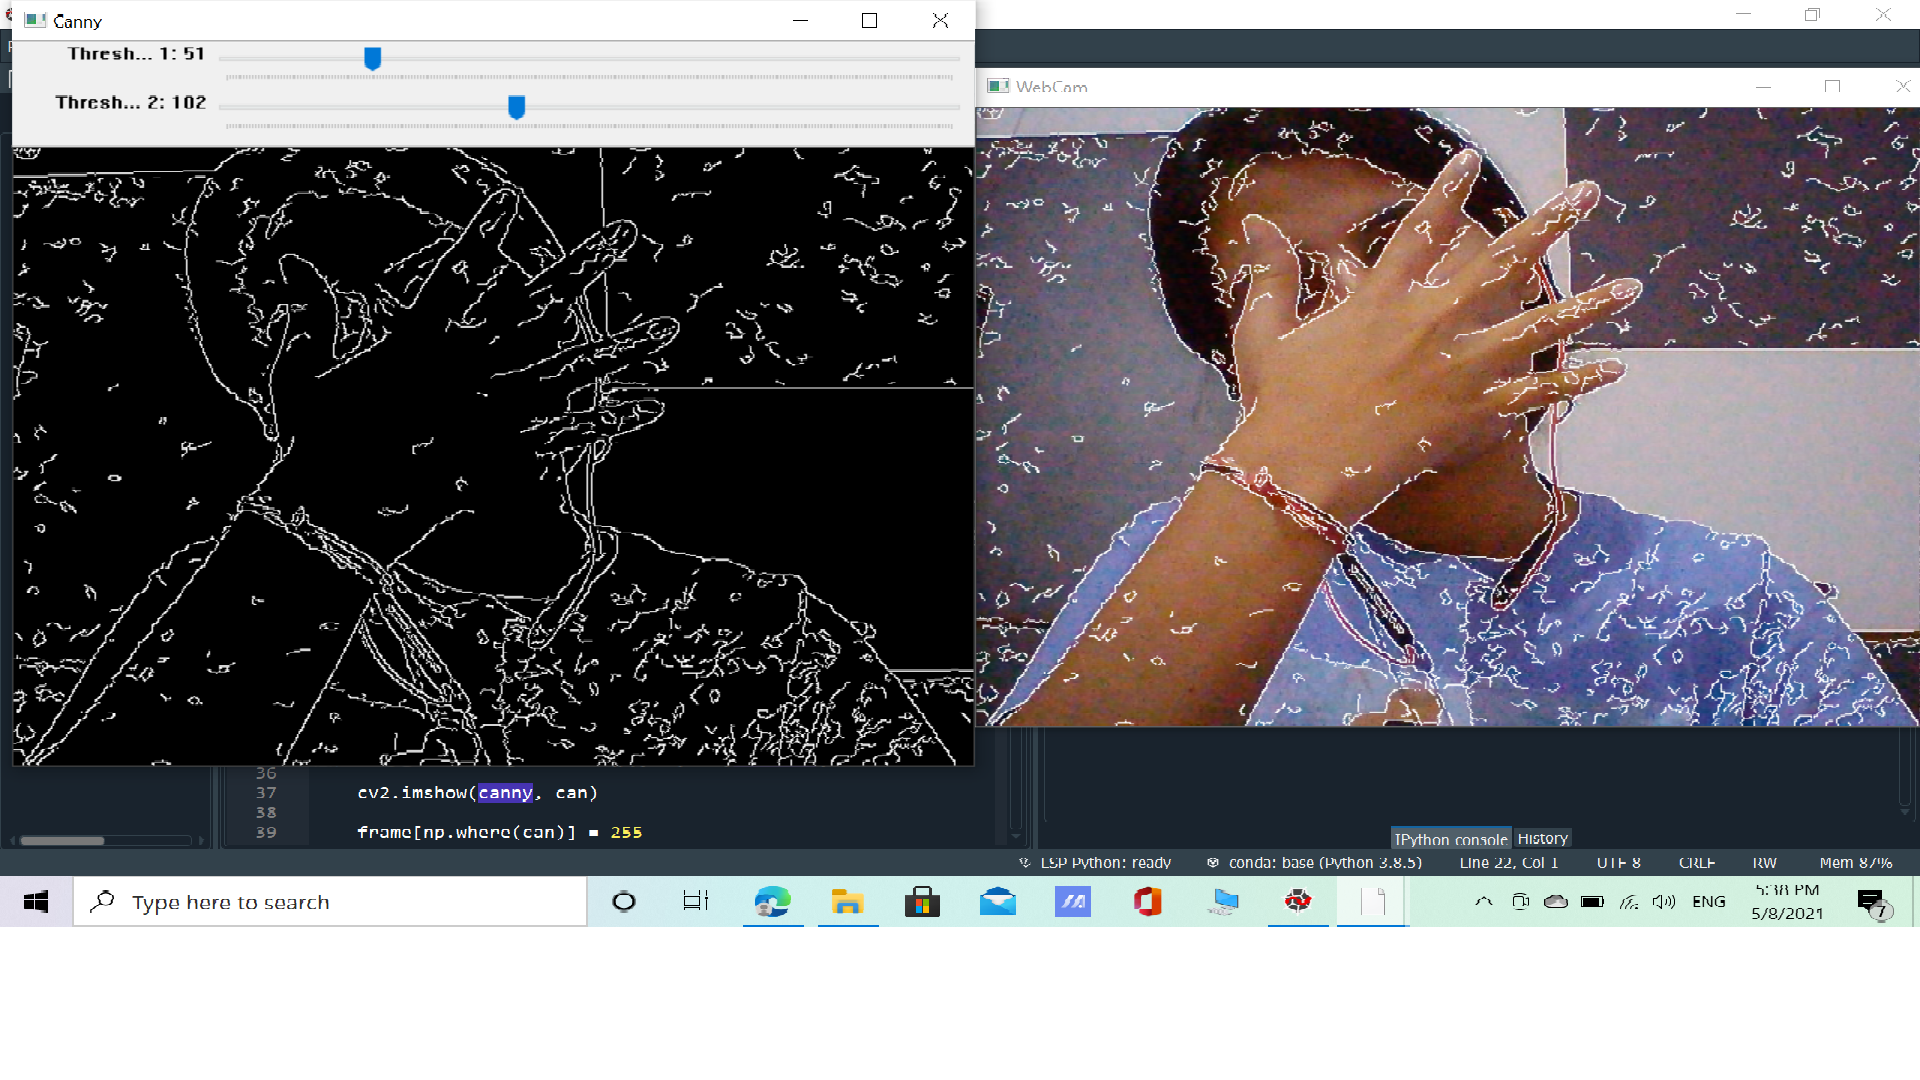 Canny
Thresh... 1: 51
Thresh... 2: 102
WebCam
36
37 cv2.imshow(canny, can)
38
39 frame[np.where(can)] = 255
IPython console History
LSP Python: ready conda: base (Python 3.8.5) Line 22, Col 1 UTF-8 CRLF RW Mem 87%
Type here to search
ENG
5:38 PM
5/8/2021
7